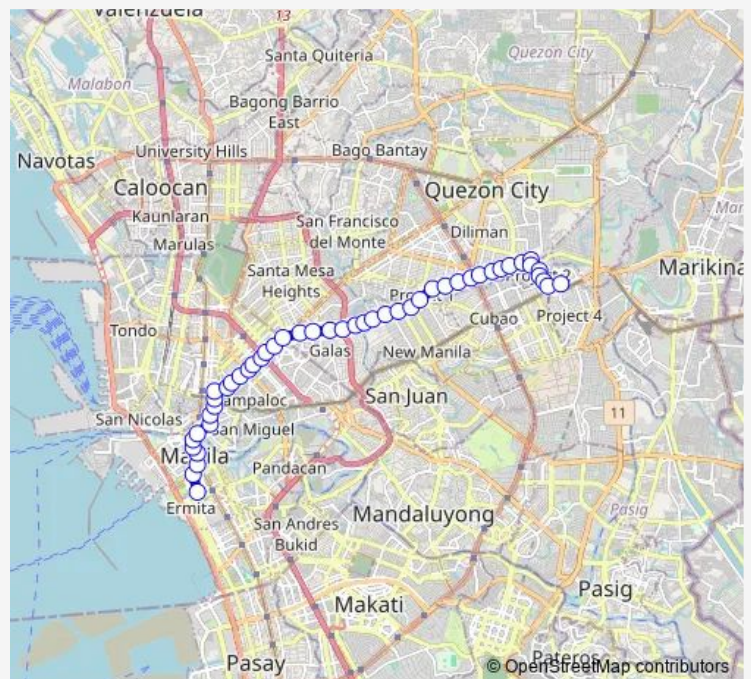 Valenzuela
13
Santa Quiteria
Quezon City
Malabon
Bagong Barrio
East
Navotas
University Hills
Bago Bantay
Caloocan
Quezon City
Kaunlaran
San Francisco
del Monte
Diliman
Marulas
Santa Mesa
Heights
Marikina
Project 4
Cubao
Tondo
Galas
New Manila
San Juan
11
San Nicolas
San Miguel
Pandacan
Ermita
San Andres
Bukid
Mandaluyong
Pasig
Makati
Pasig
Pasay
© OpenStreetMap contributors